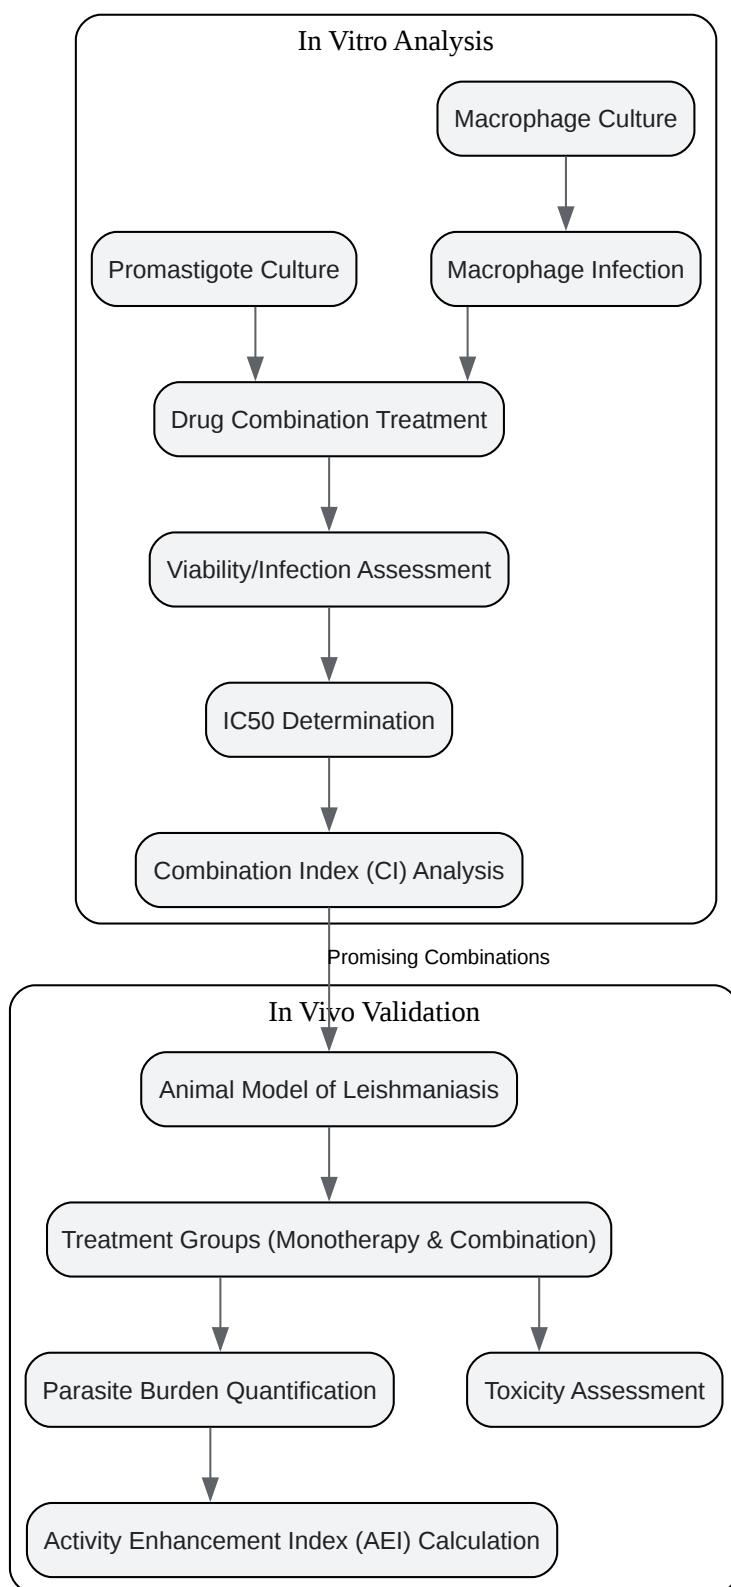 In Vitro Analysis
Macrophage Culture
Promastigote Culture
Macrophage Infection
Drug Combination Treatment
Viability/Infection Assessment
IC50 Determination
Combination Index (CI) Analysis
Promising Combinations
In Vivo Validation
Animal Model of Leishmaniasis
Treatment Groups (Monotherapy & Combination)
Parasite Burden Quantification
Toxicity Assessment
Activity Enhancement Index (AEI) Calculation